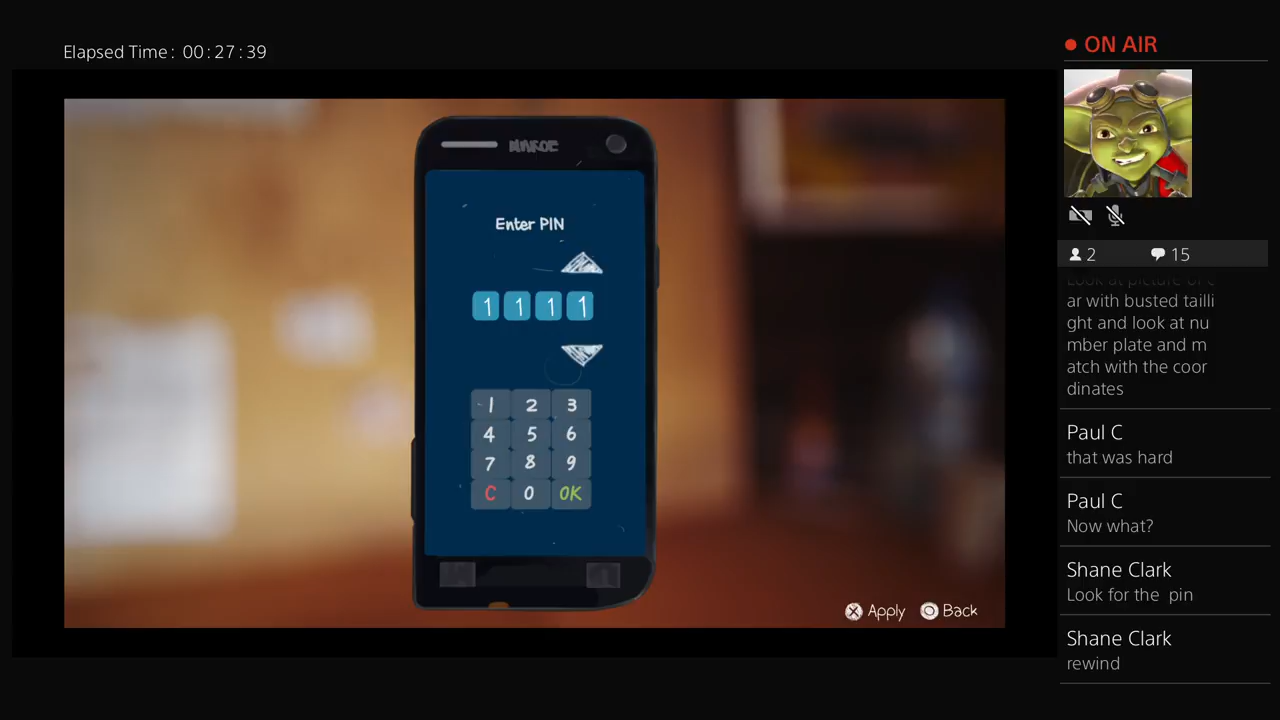 Elapsed Time: 00:27:39
ON AIR
2
15
ar with busted tailli
ght and look at nu
mber plate and m
atch with the coor
dinates
Paul C
that was hard
Paul C
Now what?
Shane Clark
Look for the pin
Shane Clark
rewind
Enter PIN
1 1 1 1
1 2 3
4 5 6
7 8 9
C 0 OK
Apply Back